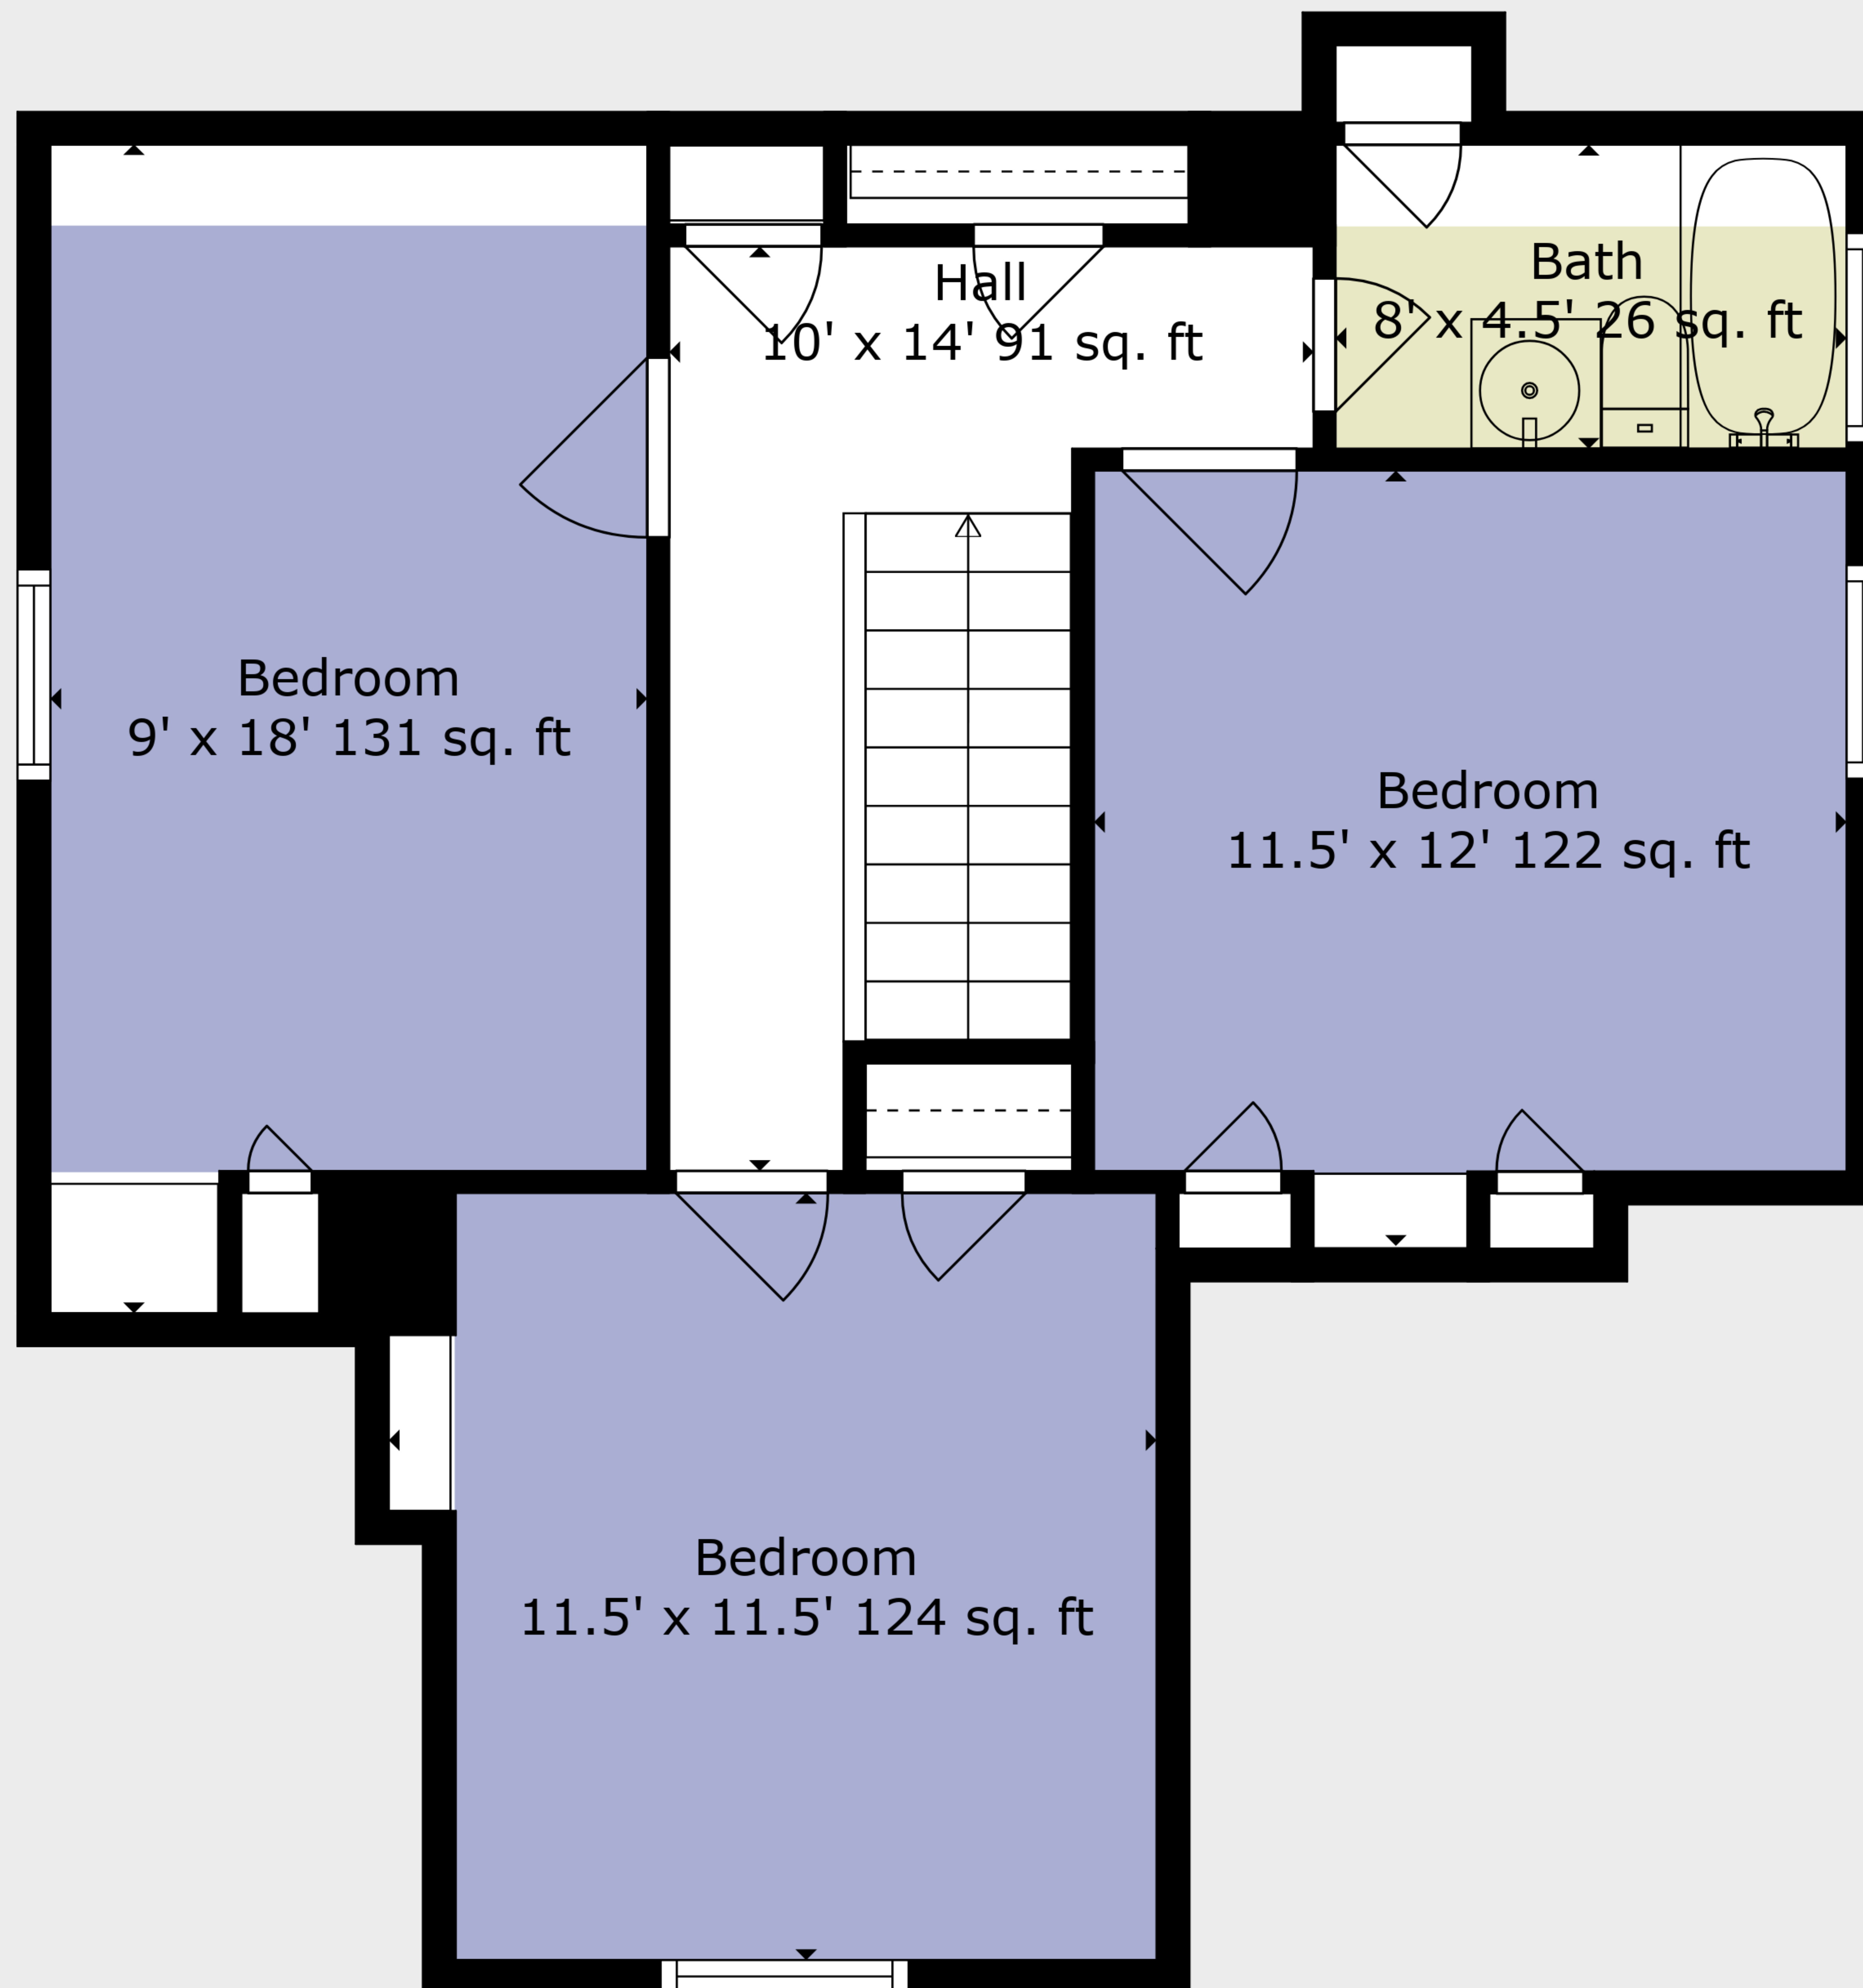 Bath
8' x 4.5' 26 sq. ft
Hall
10' x 14' 91 sq. ft
Bedroom
9' x 18' 131 sq. ft
Bedroom
11.5' x 12' 122 sq. ft
Bedroom
11.5' x 11.5' 124 sq. ft